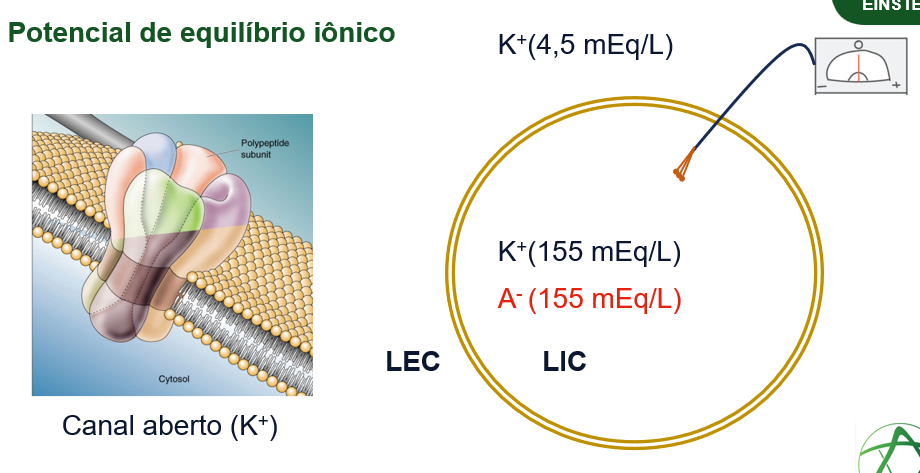 EINSTE
Potencial de equilíbrio iônico
K⁺(4,5 mEq/L)
− +
Polypeptide
subunit
Cytosol
Canal aberto (K⁺)
K⁺(155 mEq/L)
A⁻ (155 mEq/L)
LEC
LIC